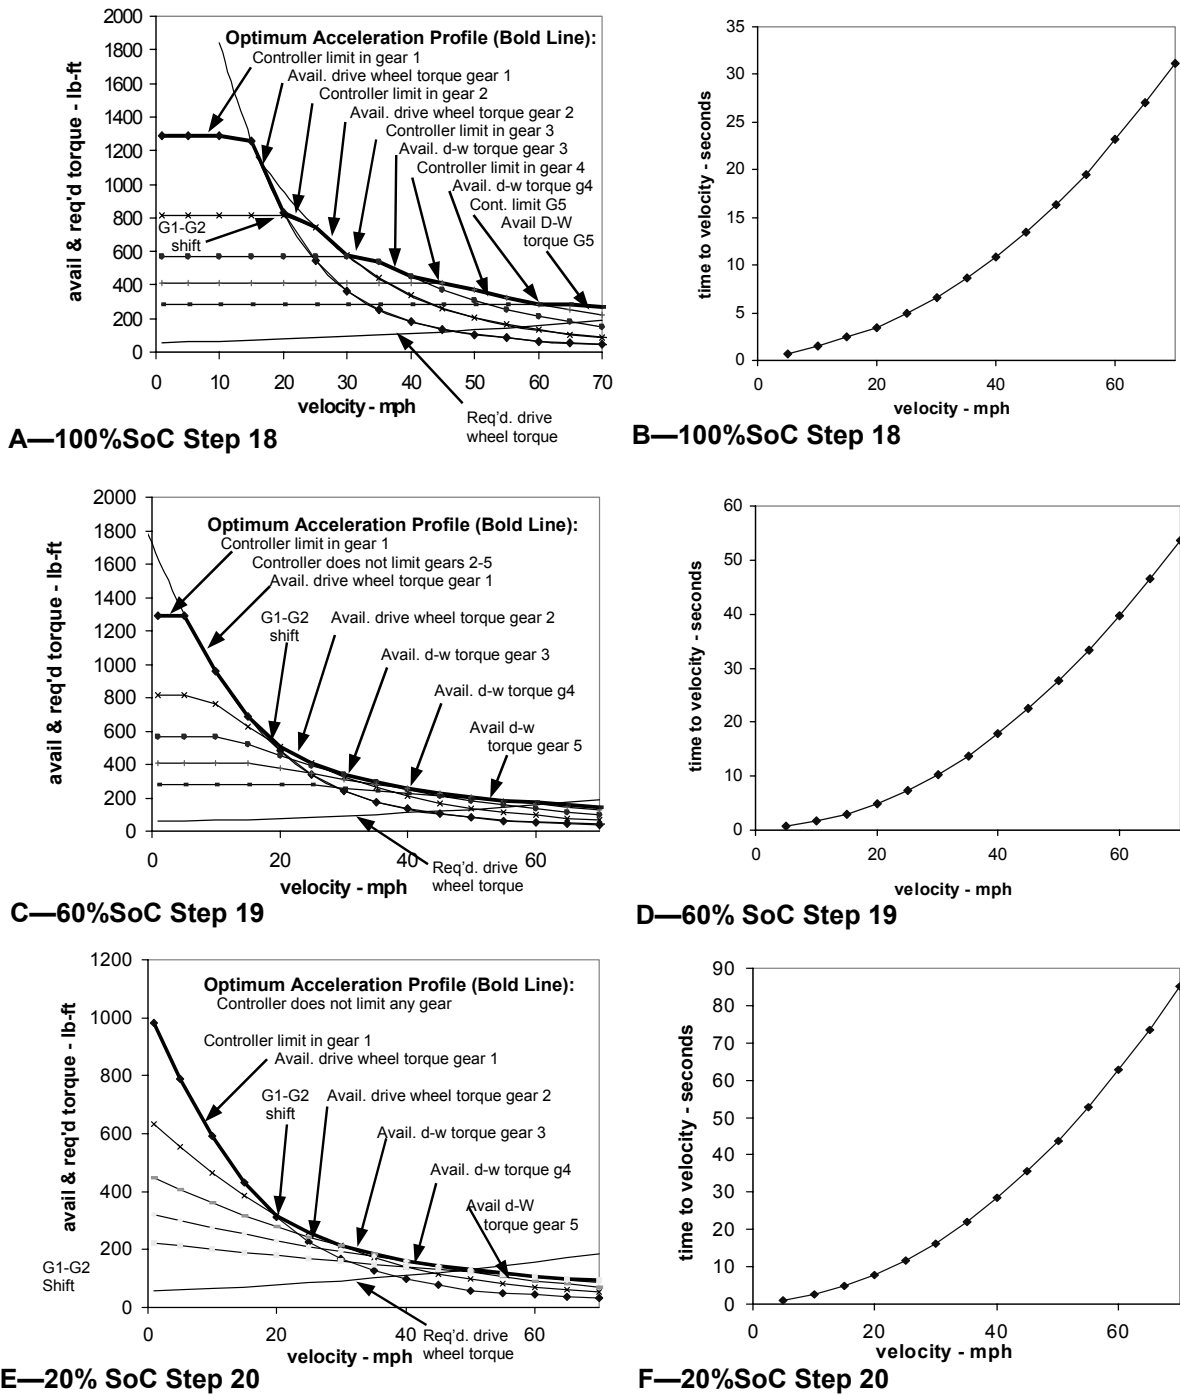 2000
1800
1600
1400
1200
1000
800
600
400
200
0
avail & req'd torque - lb-ft
Optimum Acceleration Profile (Bold Line):
Controller limit in gear 1
Avail. drive wheel torque gear 1
Controller limit in gear 2
Avail. drive wheel torque gear 2
Controller limit in gear 3
Avail. d-w torque gear 3
Controller limit in gear 4
Avail. d-w torque g4
Cont. limit G5
Avail D-W
torque G5
G1-G2
shift
0 10 20 30 40 50 60 70
velocity - mph
Req'd. drive
wheel torque
A—100%SoC Step 18
35
30
25
20
15
10
5
0
time to velocity - seconds
0 20 40 60
velocity - mph
B—100%SoC Step 18
2000
1800
1600
1400
1200
1000
800
600
400
200
0
avail & req'd torque - lb-ft
Optimum Acceleration Profile (Bold Line):
Controller limit in gear 1
Controller does not limit gears 2-5
Avail. drive wheel torque gear 1
G1-G2
shift
Avail. drive wheel torque gear 2
Avail. d-w torque gear 3
Avail. d-w torque g4
Avail d-w
torque gear 5
0 20 40 60
velocity - mph
Req'd. drive
wheel torque
C—60%SoC Step 19
60
50
40
30
20
10
0
time to velocity - seconds
0 20 40 60
velocity - mph
D—60% SoC Step 19
1200
1000
800
600
400
200
0
avail & req'd torque - lb-ft
Optimum Acceleration Profile (Bold Line):
Controller does not limit any gear
Controller limit in gear 1
Avail. drive wheel torque gear 1
G1-G2
shift
Avail. drive wheel torque gear 2
Avail. d-w torque gear 3
Avail. d-w torque g4
Avail d-W
torque gear 5
G1-G2
Shift
0 20 40 60
velocity - mph
Req'd. drive
wheel torque
E—20% SoC Step 20
90
80
70
60
50
40
30
20
10
0
time to velocity - seconds
0 20 40 60
velocity - mph
F—20%SoC Step 20